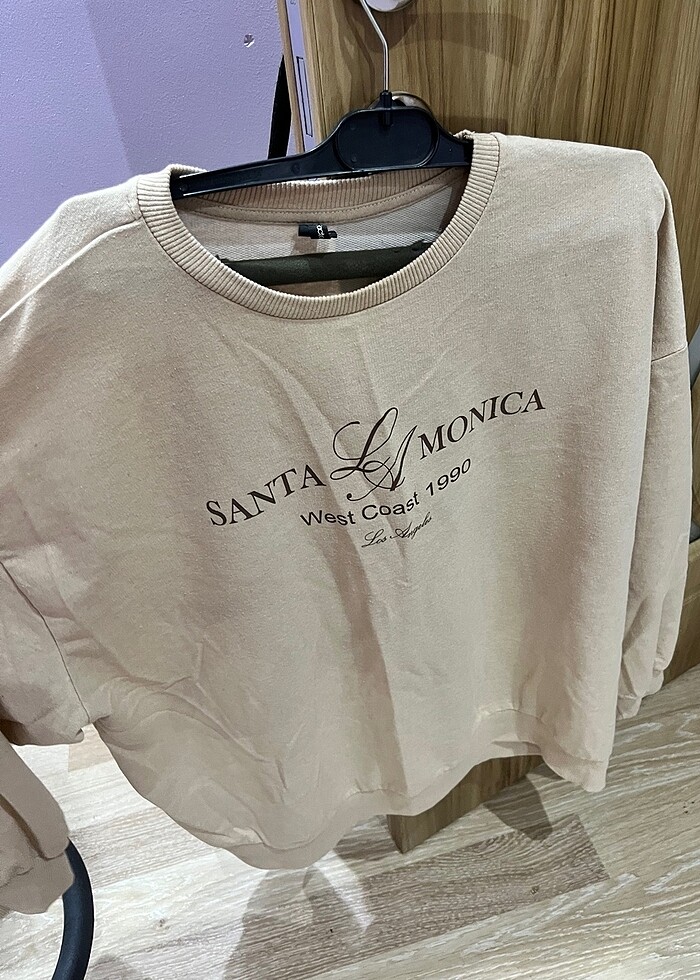 SANTA LA MONICA
West Coast 1990
Los Angeles